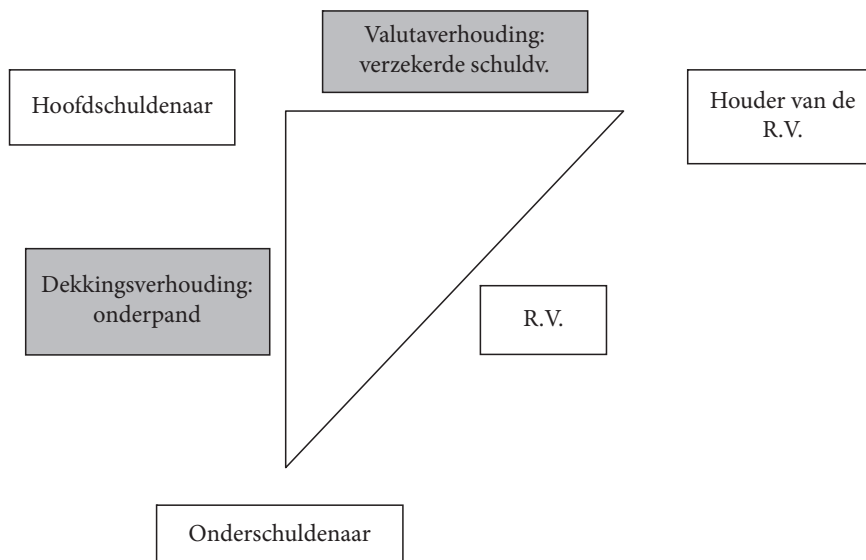 Valutaverhouding:
verzekerde schuldv.
Hoofdschuldenaar
Houder van de
R.V.
Dekkingsverhouding:
onderpand
R.V.
Onderschuldenaar